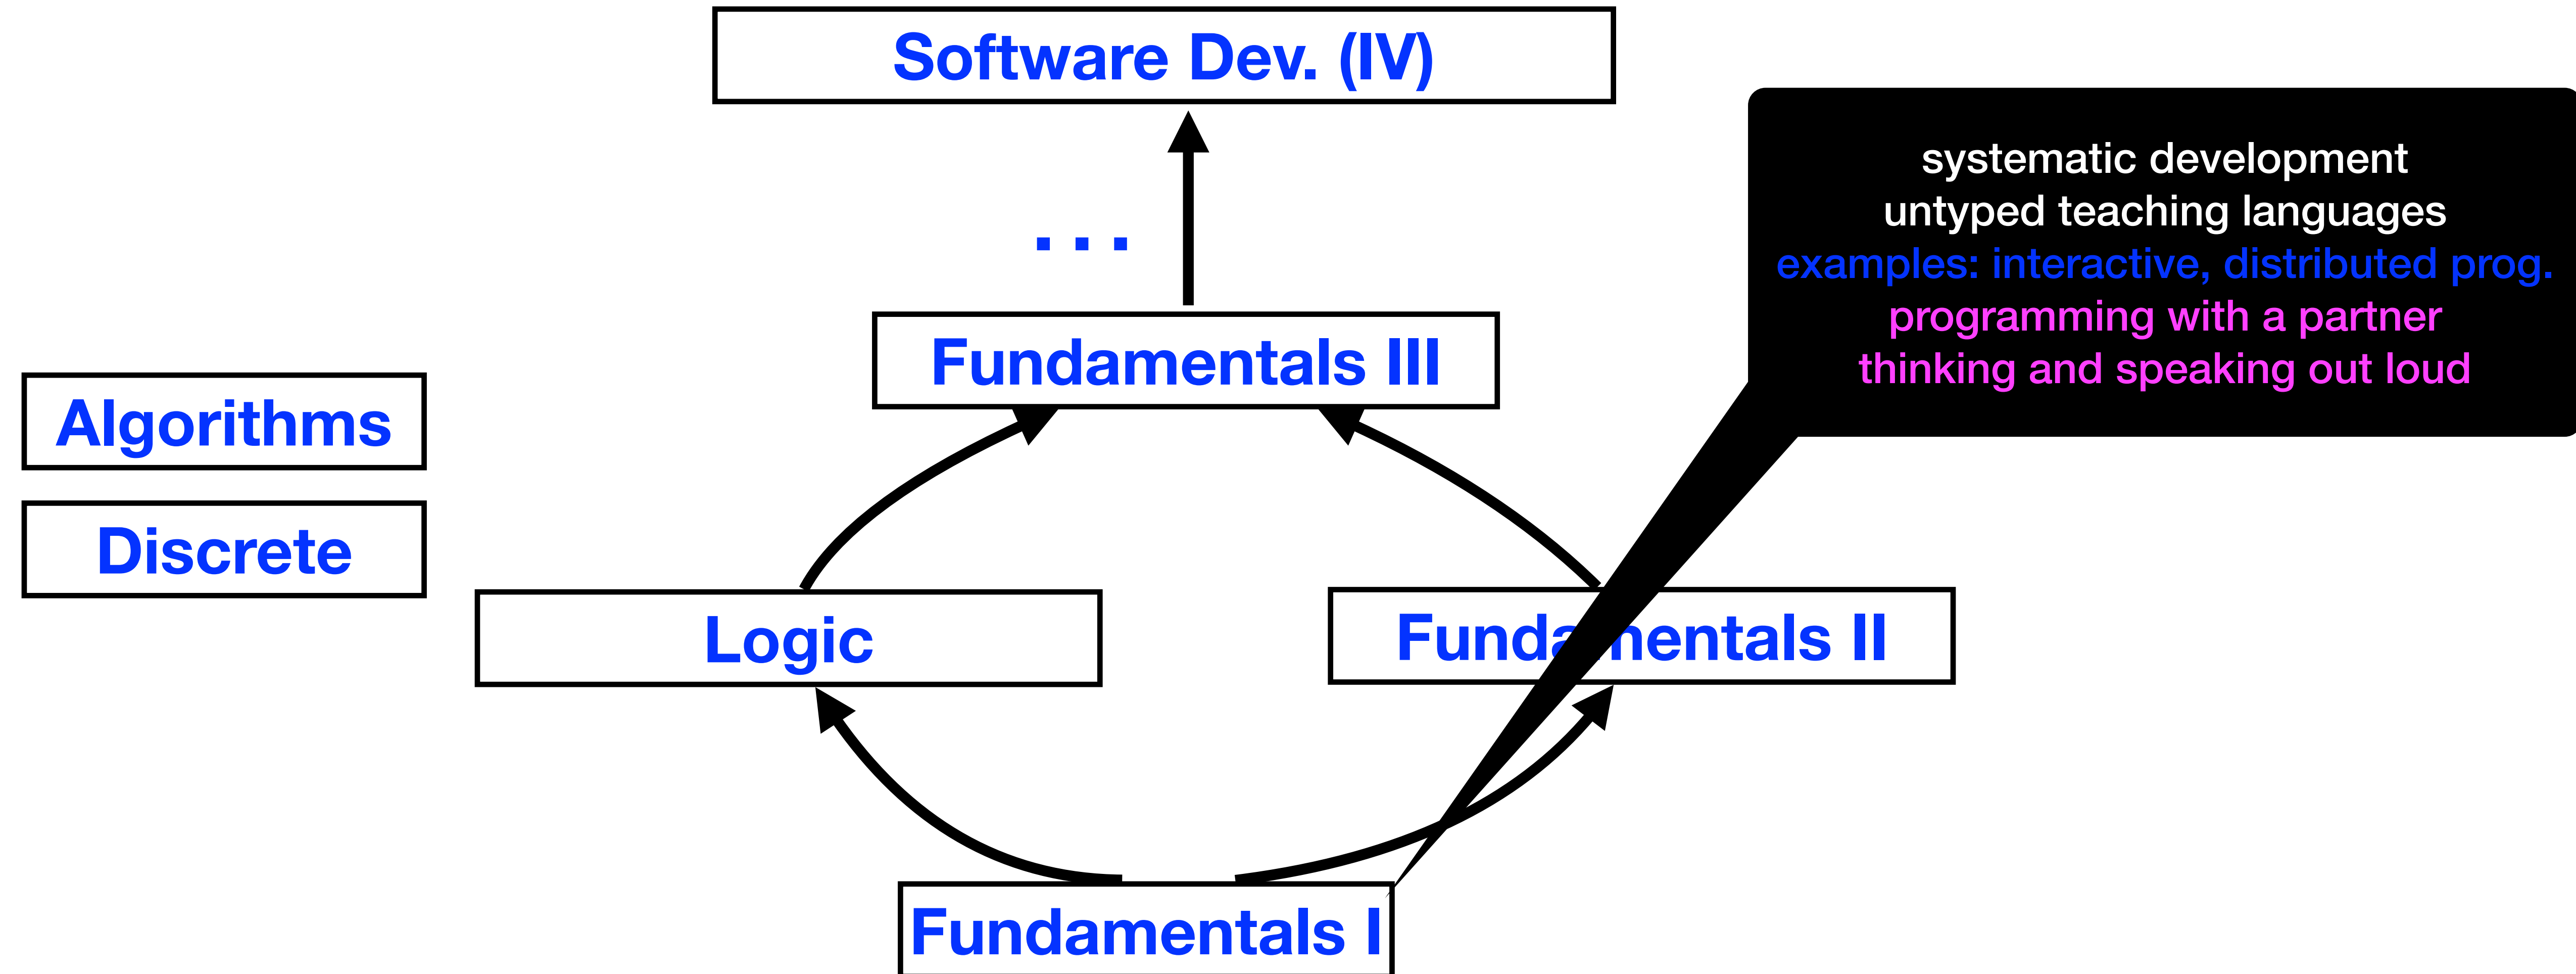 Software Dev. (IV)
systematic development
untyped teaching languages
examples: interactive, distributed prog.
programming with a partner
thinking and speaking out loud
...
Fundamentals III
Algorithms
Discrete
Logic
Fundamentals II
Fundamentals I